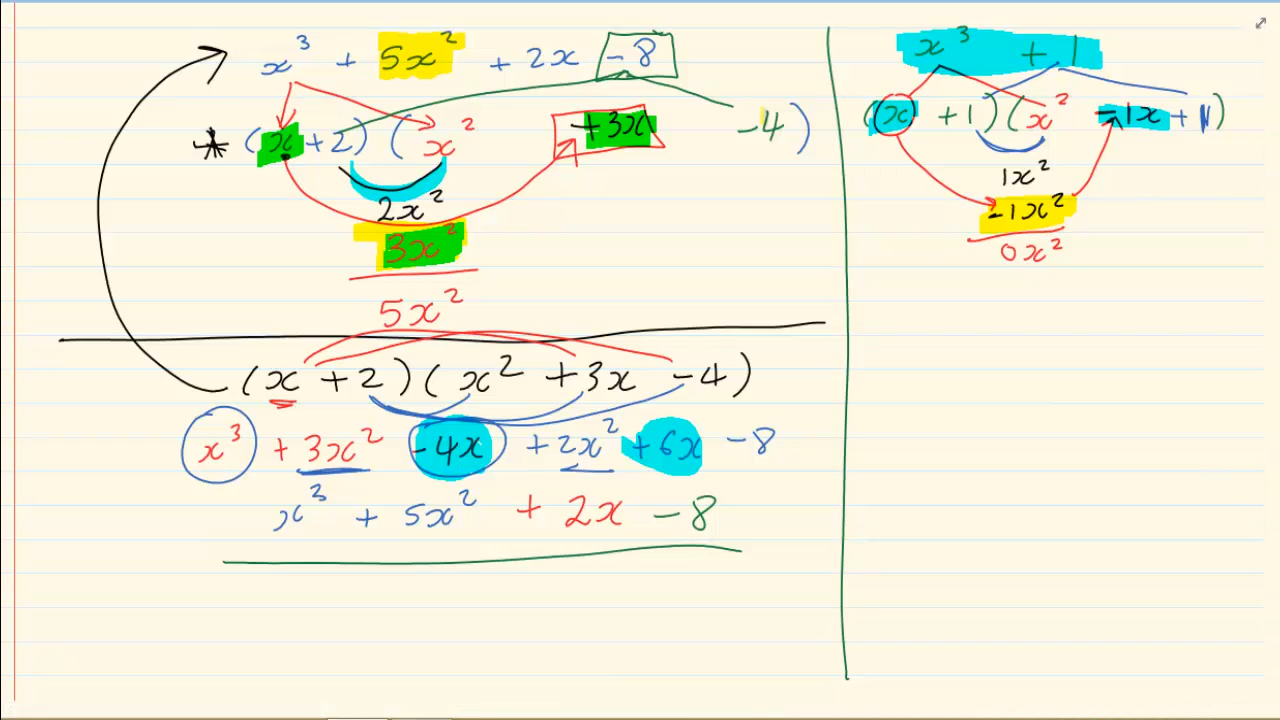 x³ + 5x² + 2x - 8
* (x + 2) (x² + 3x - 4)
2x²
3x²
5x²
(x + 2)(x² + 3x - 4)
x³ + 3x² - 4x + 2x² + 6x - 8
x³ + 5x² + 2x - 8
x³ + 1
(x + 1)(x² - 1x + 1)
1x²
-1x²
0x²